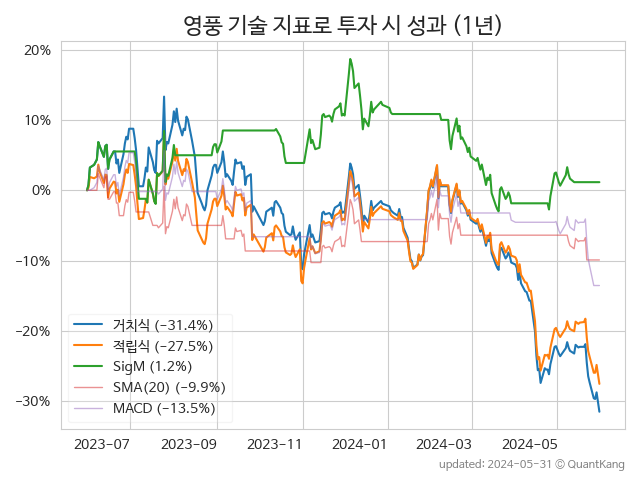 영풍 기술 지표로 투자 시 성과 (1년)
20%
10%
0%
−10%
−20%
−30%
거치식 (−31.4%)
적립식 (−27.5%)
SigM (1.2%)
SMA(20) (−9.9%)
MACD (−13.5%)
2023-07
2023-09
2023-11
2024-01
2024-03
2024-05
updated: 2024-05-31 © QuantKang